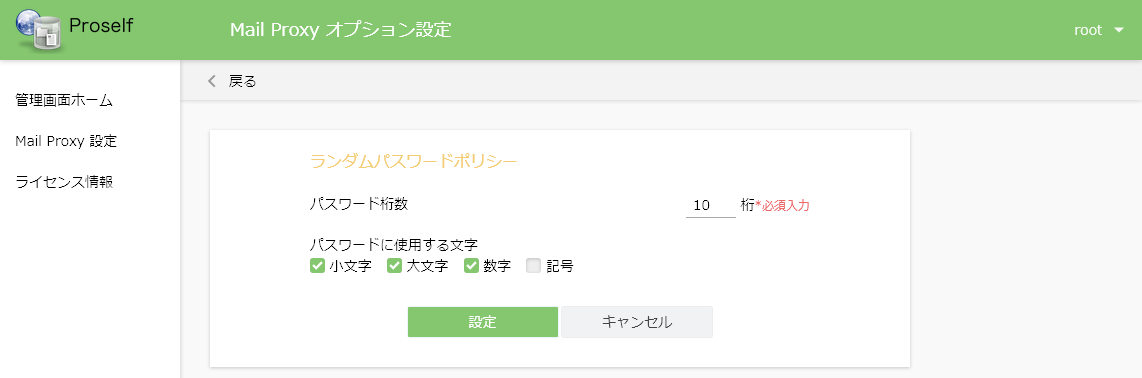 Proself
Mail Proxy オプション設定
root
戻る
管理画面ホーム
Mail Proxy 設定
ライセンス情報
ランダムパスワードポリシー
パスワード桁数
10 桁*必須入力
パスワードに使用する文字
小文字 大文字 数字 記号
設定 キャンセル